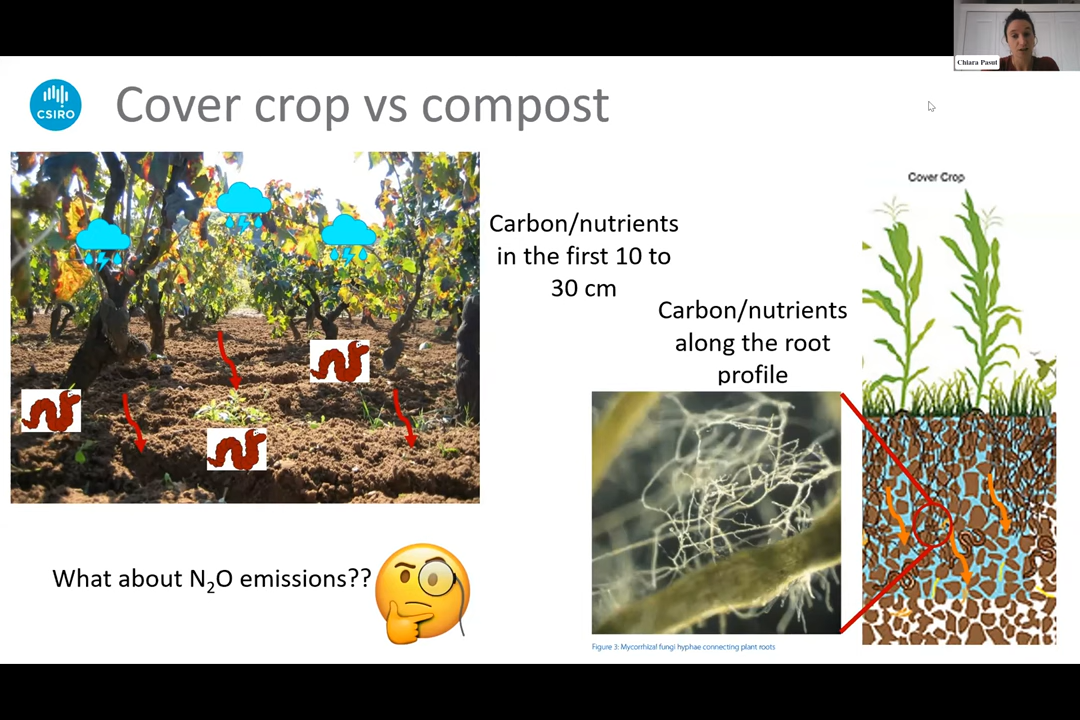 Chiara Pasut
CSIRO
Cover crop vs compost
Carbon/nutrients
in the first 10 to
30 cm
Carbon/nutrients
along the root
profile
Cover Crop
What about N₂O emissions??
Figure 3: Mycorrhizal fungi hyphae connecting plant roots